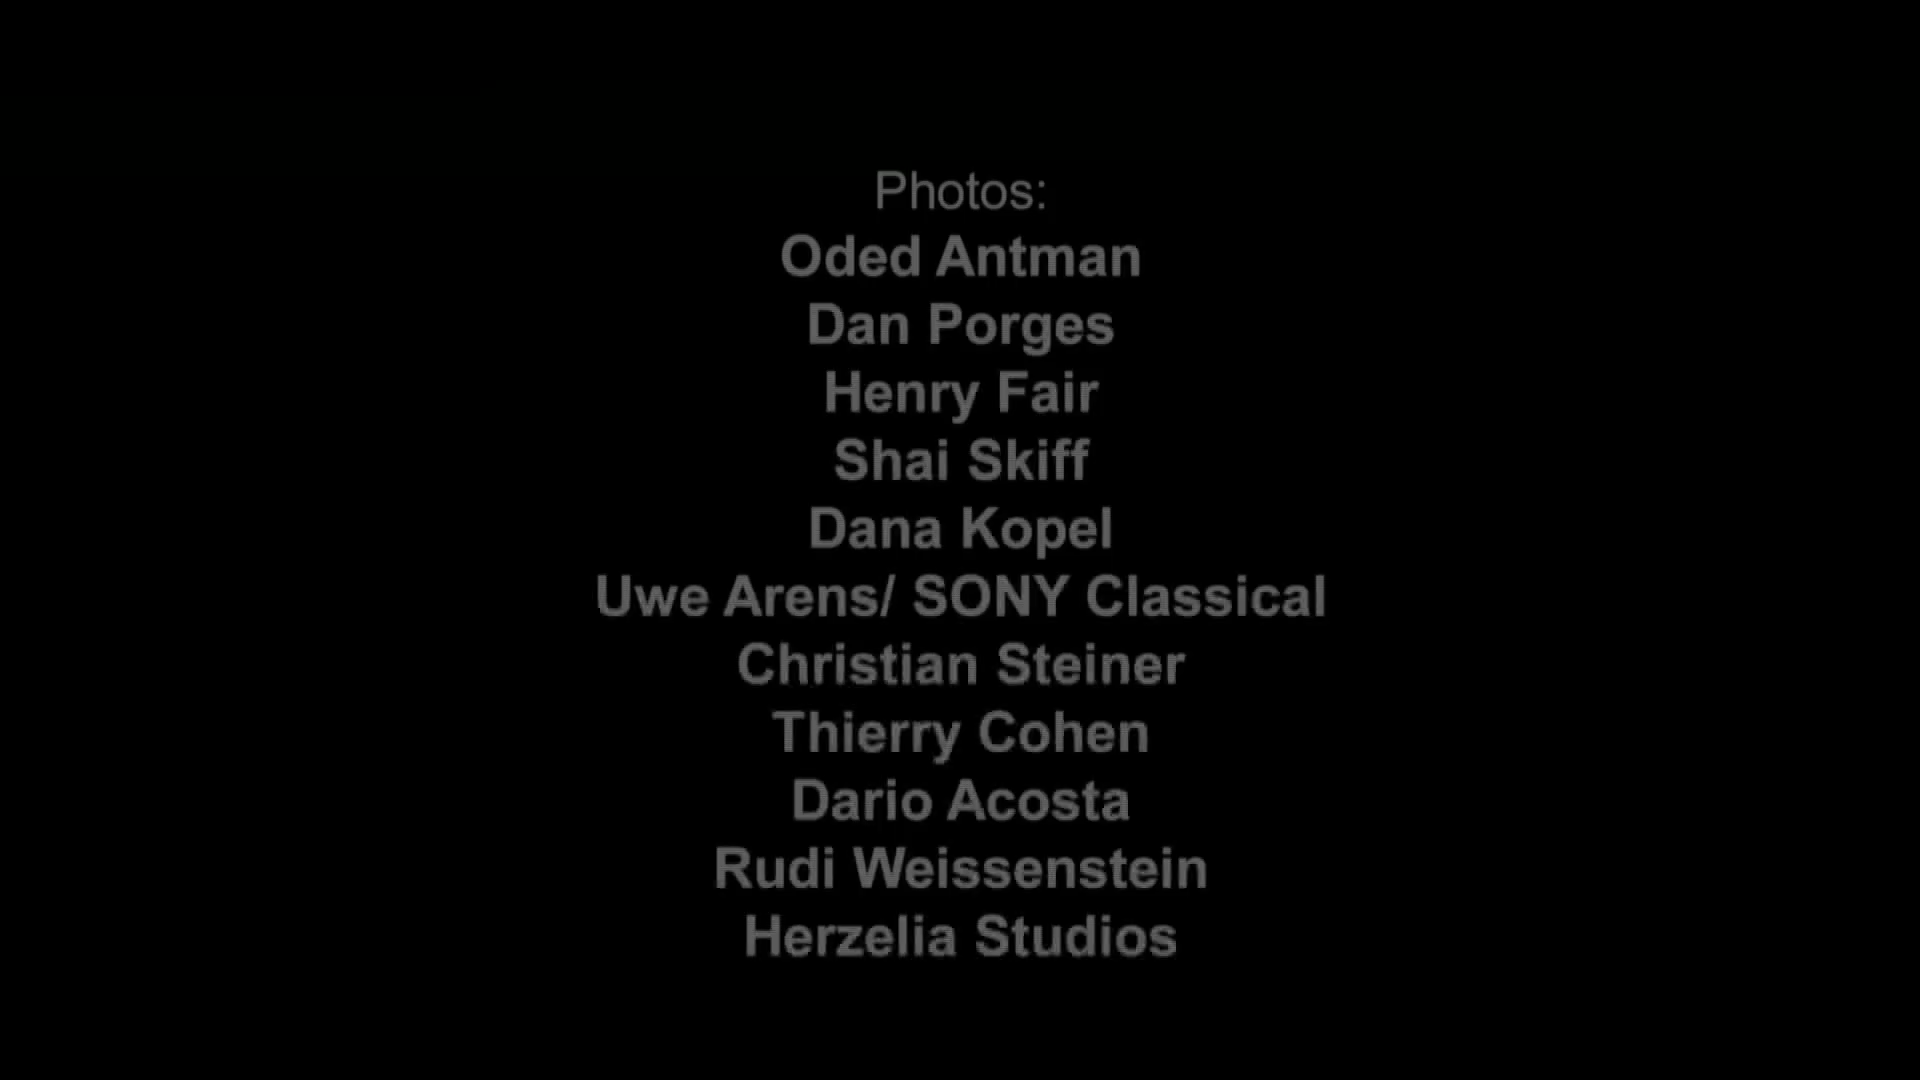 Photos:
Oded Antman
Dan Porges
Henry Fair
Shai Skiff
Dana Kopel
Uwe Arens/ SONY Classical
Christian Steiner
Thierry Cohen
Dario Acosta
Rudi Weissenstein
Herzelia Studios